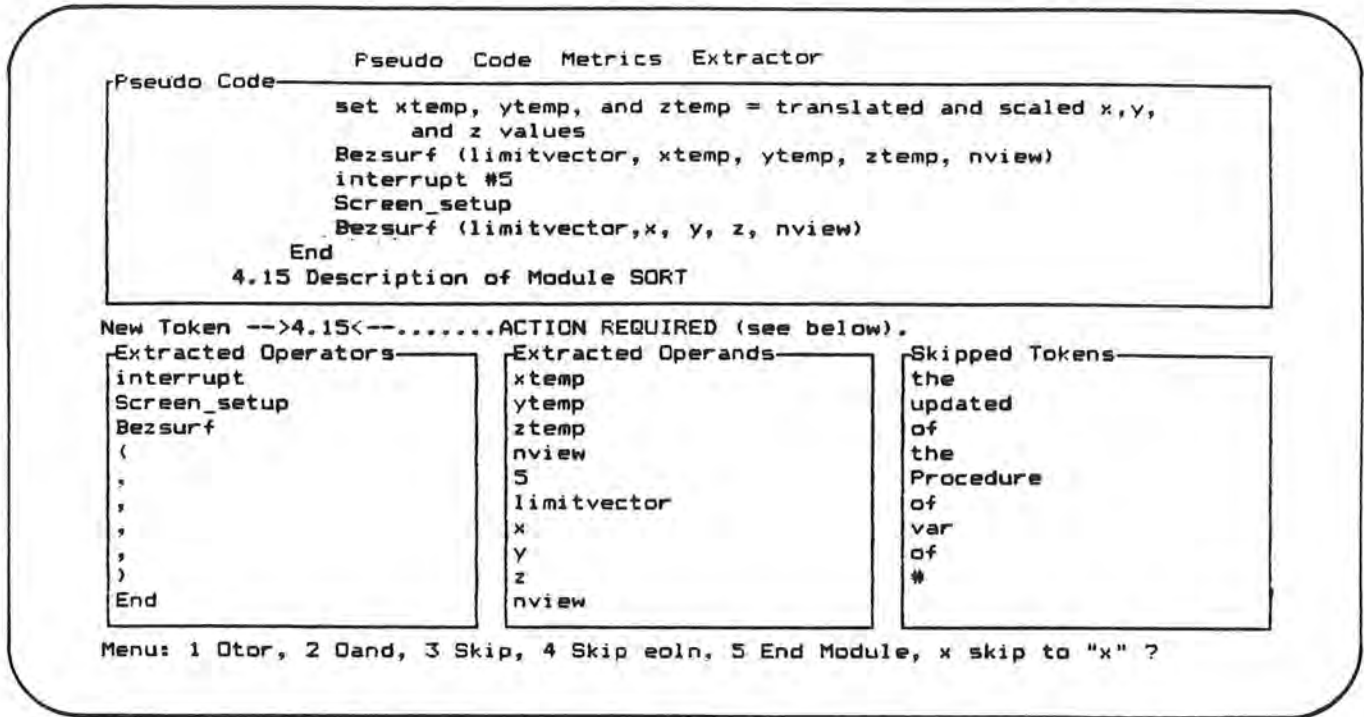 Pseudo Code Metrics Extractor
Pseudo Code
set xtemp, ytemp, and ztemp = translated and scaled x,y,
and z values
Bezsurf (limitvector, xtemp, ytemp, ztemp, nview)
interrupt #5
Screen_setup
Bezsurf (limitvector,x, y, z, nview)
End
4.15 Description of Module SORT
New Token -->4.15<--.......ACTION REQUIRED (see below).
Extracted Operators
interrupt
Screen_setup
Bezsurf
(
,
,
,
,
)
End
Extracted Operands
xtemp
ytemp
ztemp
nview
5
limitvector
x
y
z
nview
Skipped Tokens
the
updated
of
the
Procedure
of
var
of
#
Menu: 1 Otor, 2 Oand, 3 Skip, 4 Skip eoln, 5 End Module, x skip to "x" ?